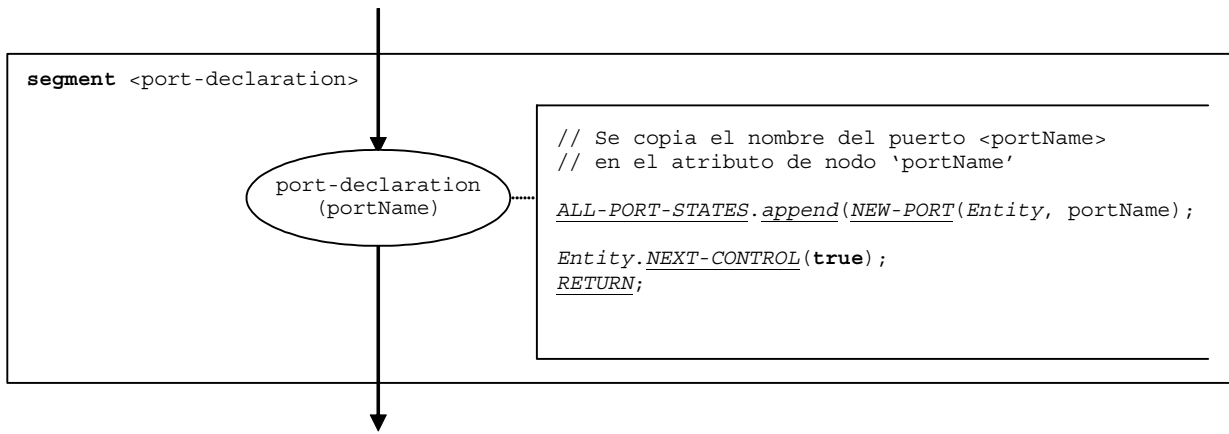 segment <port-declaration>
port-declaration
(portName)
// Se copia el nombre del puerto <portName>
// en el atributo de nodo ‘portName’
ALL-PORT-STATES.append(NEW-PORT(Entity, portName);
Entity.NEXT-CONTROL(true);
RETURN;